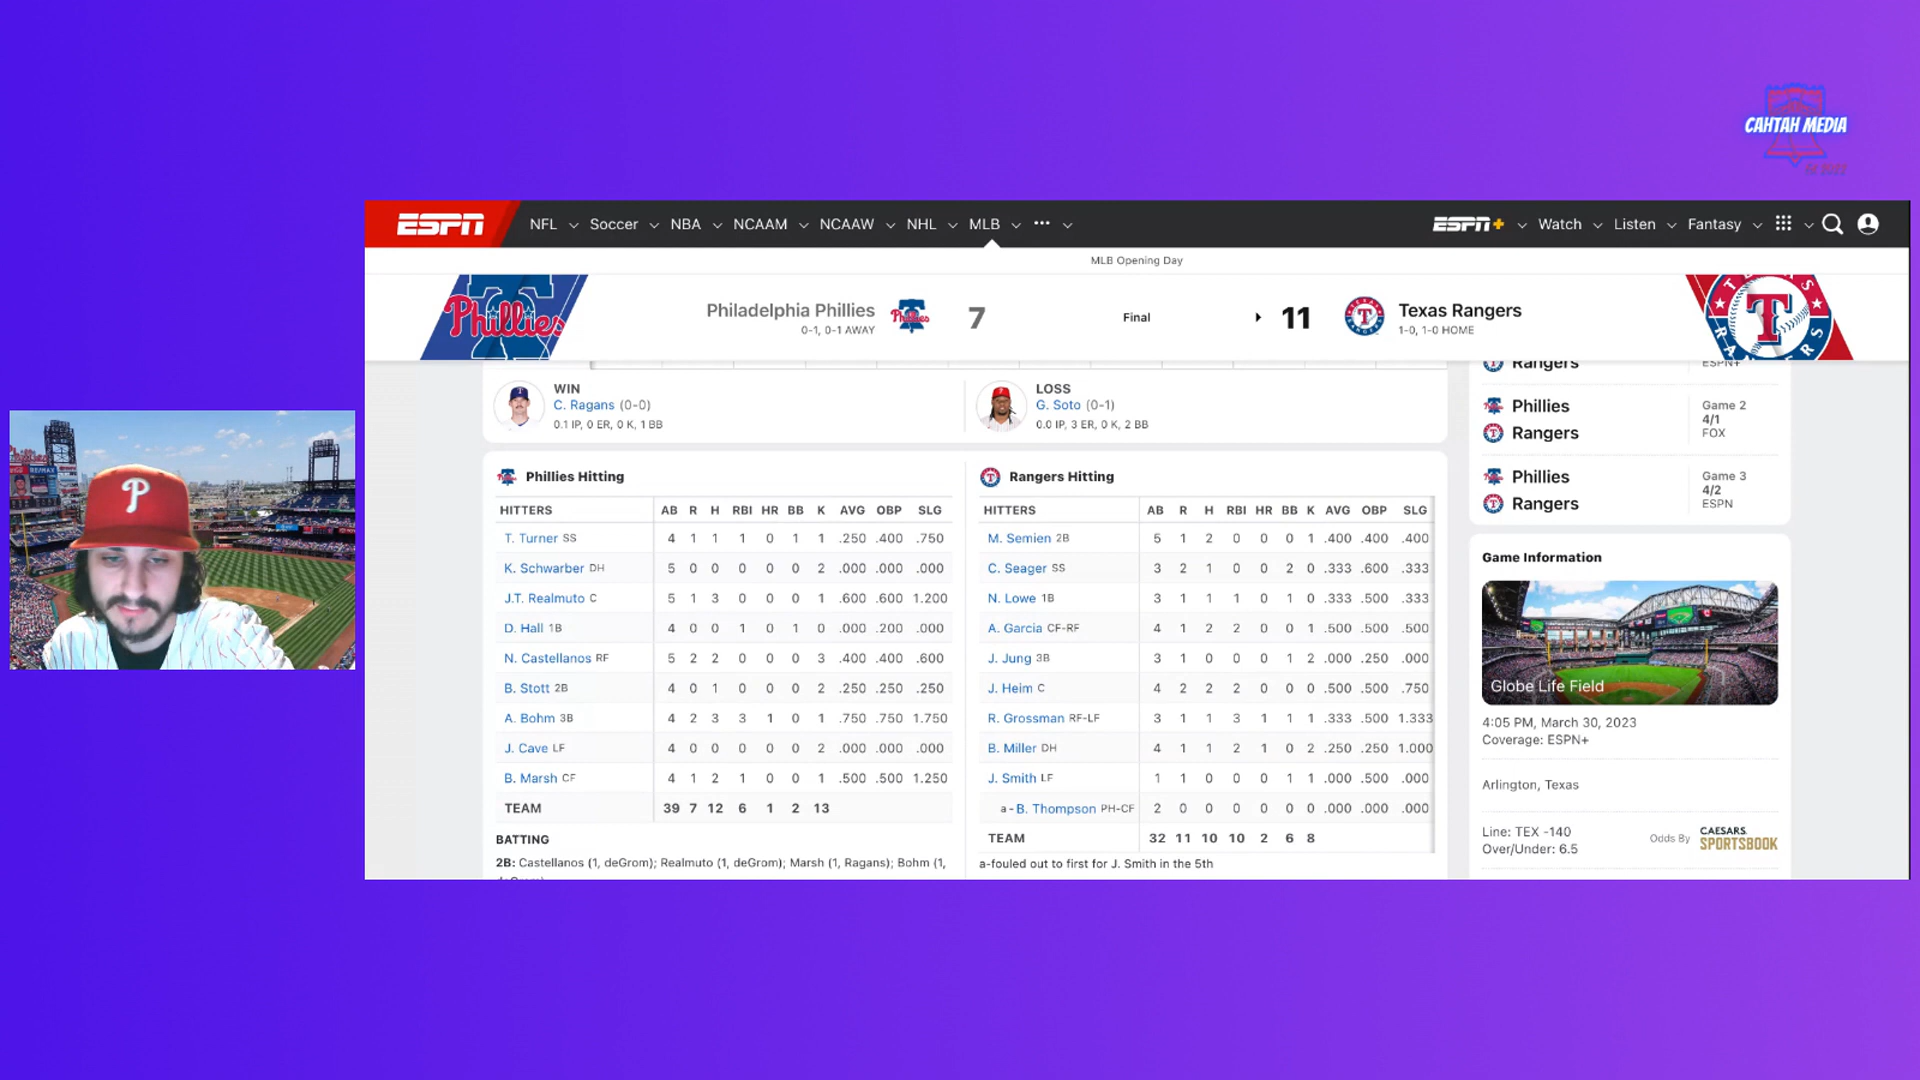 CAHTAH MEDIA
ESPN NFL Soccer NBA NCAAM NCAAW NHL MLB ••• ESPN+ Watch Listen Fantasy
MLB Opening Day
Phillies
Philadelphia Phillies
0-1, 0-1 AWAY
7
Final
11
Texas Rangers
1-0, 1-0 HOME
WIN
C. Ragans (0-0)
0.1 IP, 0 ER, 0 K, 1 BB
LOSS
G. Soto (0-1)
0.0 IP, 3 ER, 0 K, 2 BB
Phillies Hitting
HITTERS AB R H RBI HR BB K AVG OBP SLG
T. Turner SS 4 1 1 1 0 1 1 .250 .400 .750
K. Schwarber DH 5 0 0 0 0 0 2 .000 .000 .000
J.T. Realmuto C 5 1 3 0 0 0 1 .600 .600 1.200
D. Hall 1B 4 0 0 1 0 1 0 .000 .200 .000
N. Castellanos RF 5 2 2 0 0 0 3 .400 .400 .600
B. Stott 2B 4 0 1 0 0 0 2 .250 .250 .250
A. Bohm 3B 4 2 3 3 1 0 1 .750 .750 1.750
J. Cave LF 4 0 0 0 0 0 2 .000 .000 .000
B. Marsh CF 4 1 2 1 0 0 1 .500 .500 1.250
TEAM 39 7 12 6 1 2 13
BATTING
2B: Castellanos (1, deGrom); Realmuto (1, deGrom); Marsh (1, Ragans); Bohm (1,
Rangers Hitting
HITTERS AB R H RBI HR BB K AVG OBP SLG
M. Semien 2B 5 1 2 0 0 0 1 .400 .400 .400
C. Seager SS 3 2 1 0 0 2 0 .333 .600 .333
N. Lowe 1B 3 1 1 1 0 1 0 .333 .500 .333
A. Garcia CF-RF 4 1 2 2 0 0 1 .500 .500 .500
J. Jung 3B 3 1 0 0 0 1 2 .000 .250 .000
J. Heim C 4 2 2 2 0 0 0 .500 .500 .750
R. Grossman RF-LF 3 1 1 3 1 1 1 .333 .500 1.333
B. Miller DH 4 1 1 2 1 0 2 .250 .250 1.000
J. Smith LF 1 1 0 0 0 1 1 .000 .500 .000
a - B. Thompson PH-CF 2 0 0 0 0 0 0 .000 .000 .000
TEAM 32 11 10 10 2 6 8
a-fouled out to first for J. Smith in the 5th
Rangers ESPN+
Phillies
Rangers
Game 2
4/1
FOX
Phillies
Rangers
Game 3
4/2
ESPN
Game Information
Globe Life Field
4:05 PM, March 30, 2023
Coverage: ESPN+
Arlington, Texas
Line: TEX -140
Over/Under: 6.5
Odds By CAESARS SPORTSBOOK